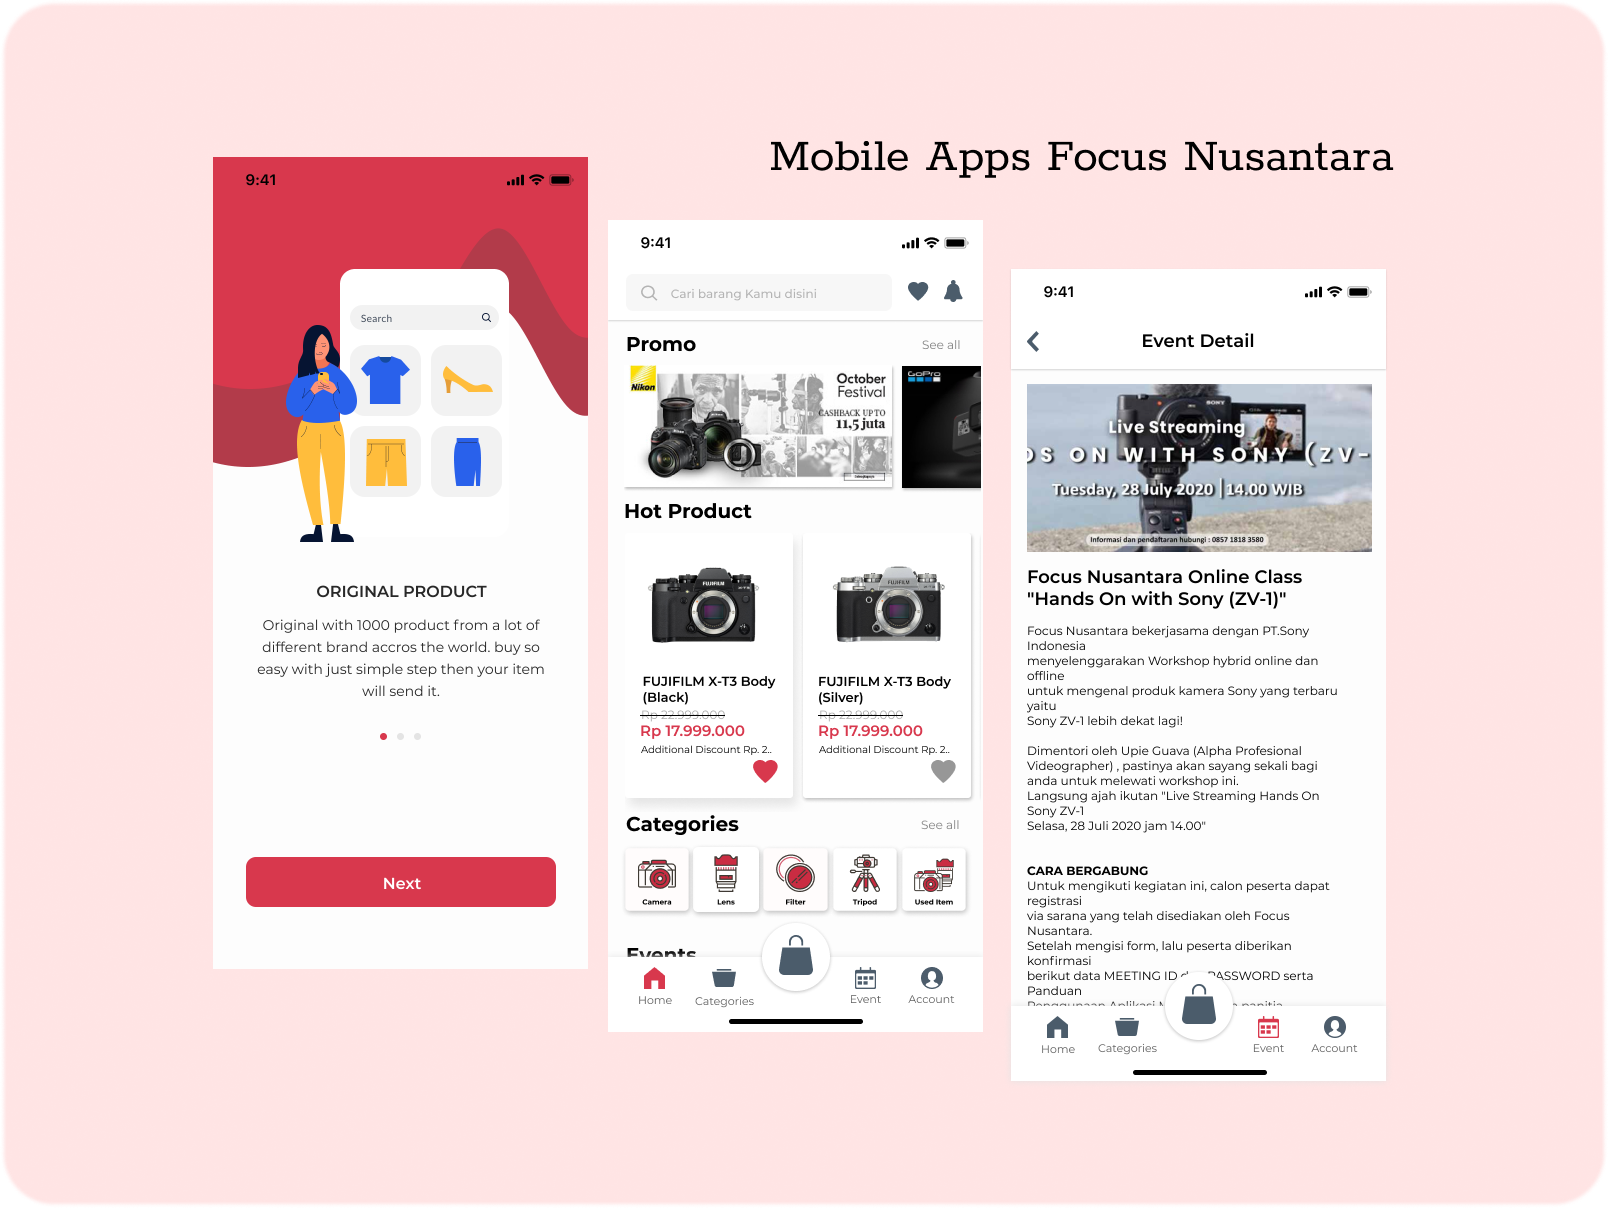 Mobile Apps Focus Nusantara
9:41
Search
ORIGINAL PRODUCT
Original with 1000 product from a lot of
different brand accros the world. buy so
easy with just simple step then your item
will send it.
Next
9:41
Cari barang Kamu disini
Promo
See all
Nikon
October
Festival
CASHBACK UP TO
11,5 juta
GoPro
Hot Product
FUJIFILM
FUJIFILM X-T3 Body
(Black)
Rp 22.999.000
Rp 17.999.000
Additional Discount Rp. 2..
FUJIFILM
FUJIFILM X-T3 Body
(Silver)
Rp 22.999.000
Rp 17.999.000
Additional Discount Rp. 2..
Categories
See all
Camera
Lens
Filter
Tripod
Used Item
Events
Home
Categories
Event
Account
9:41
Event Detail
SONY
Live Streaming
DS ON WITH SONY (ZV-
Tuesday, 28 July 2020 | 14.00 WIB
Informasi dan pendaftaran hubungi : 0857 1818 3580
Focus Nusantara Online Class
"Hands On with Sony (ZV-1)"
Focus Nusantara bekerjasama dengan PT.Sony
Indonesia
menyelenggarakan Workshop hybrid online dan
offline
untuk mengenal produk kamera Sony yang terbaru
yaitu
Sony ZV-1 lebih dekat lagi!
Dimentori oleh Upie Guava (Alpha Profesional
Videographer) , pastinya akan sayang sekali bagi
anda untuk melewati workshop ini.
Langsung ajah ikutan "Live Streaming Hands On
Sony ZV-1
Selasa, 28 Juli 2020 jam 14.00"
CARA BERGABUNG
Untuk mengikuti kegiatan ini, calon peserta dapat
registrasi
via sarana yang telah disediakan oleh Focus
Nusantara.
Setelah mengisi form, lalu peserta diberikan
konfirmasi
berikut data MEETING ID PASSWORD serta
Panduan
Penggunaan Aplikasi panitia
Home
Categories
Event
Account